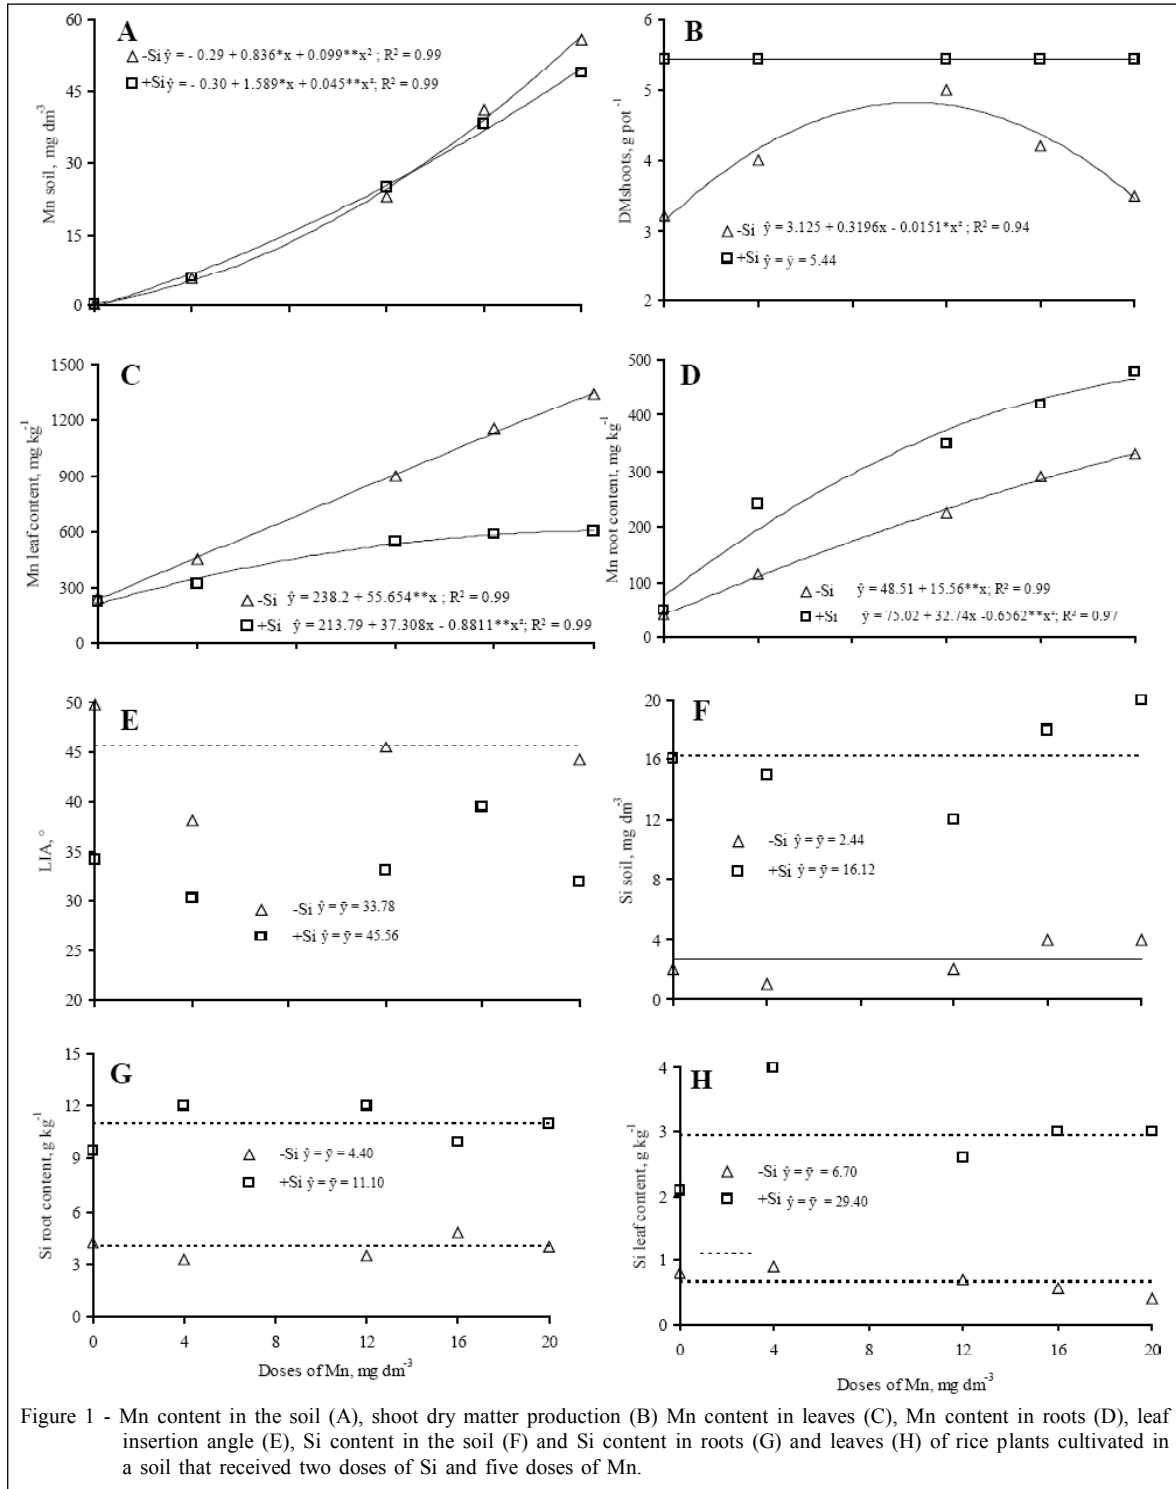 A
-Si ŷ = - 0.29 + 0.836*x + 0.099**x² ; R² = 0.99
+Si ŷ = - 0.30 + 1.589*x + 0.045**x²; R² = 0.99
Mn soil, mg dm⁻³
60
45
30
15
0
B
-Si ŷ = 3.125 + 0.3196x - 0.0151*x² ; R² = 0.94
+Si ŷ = ȳ = 5.44
DMshoots, g pot⁻¹
6
5
4
3
2
C
-Si ŷ = 238.2 + 55.654**x ; R² = 0.99
+Si ŷ = 213.79 + 37.308x - 0.8811**x²; R² = 0.99
Mn leaf content, mg kg⁻¹
1500
1200
900
600
300
0
D
-Si ŷ = 48.51 + 15.56**x; R² = 0.99
+Si ȳ = 75.02 + 32.74x -0.6562**x²; R² = 0.97
Mn root content, mg kg⁻¹
500
400
300
200
100
0
E
-Si ŷ = ȳ = 33.78
+Si ŷ = ȳ = 45.56
LIA, °
50
45
40
35
30
25
20
F
-Si ŷ = ȳ = 2.44
+Si ŷ = ȳ = 16.12
Si soil, mg dm⁻³
20
16
12
8
4
0
G
-Si ŷ = ȳ = 4.40
+Si ŷ = ȳ = 11.10
Si root content, g kg⁻¹
15
12
9
6
3
0
0 4 8 12 16 20
Doses of Mn, mg dm⁻³
H
-Si ŷ = ȳ = 6.70
+Si ŷ = ȳ = 29.40
Si leaf content, g kg⁻¹
4
3
2
1
0
0 4 8 12 16 20
Doses of Mn, mg dm⁻³
Figure 1 - Mn content in the soil (A), shoot dry matter production (B) Mn content in leaves (C), Mn content in roots (D), leaf
insertion angle (E), Si content in the soil (F) and Si content in roots (G) and leaves (H) of rice plants cultivated in
a soil that received two doses of Si and five doses of Mn.